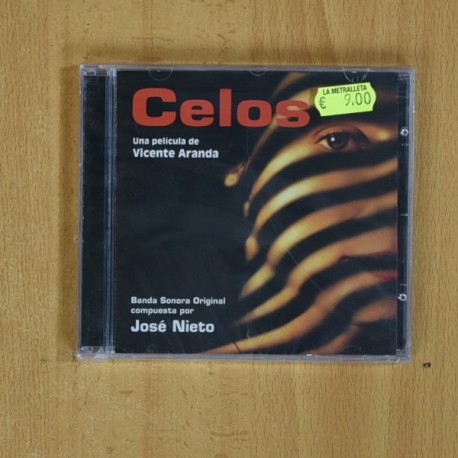 Celos
LA METRALLETA
€ 9.00
Una película de
Vicente Aranda
Banda Sonora Original
compuesta por
José Nieto